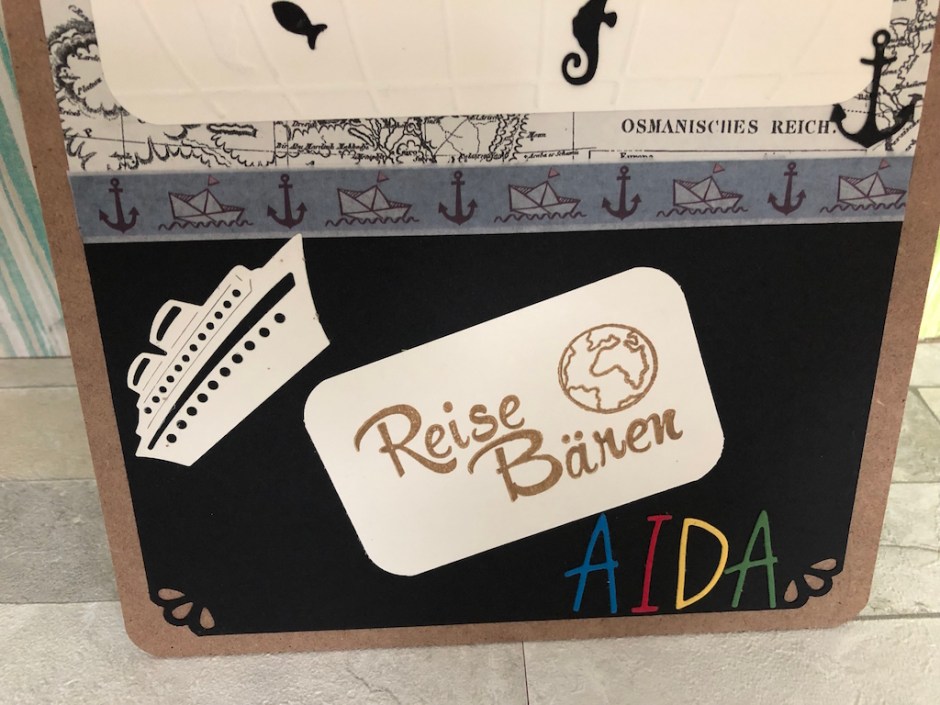 OSMANISCHES REICH.
Reise
Bären
AIDA